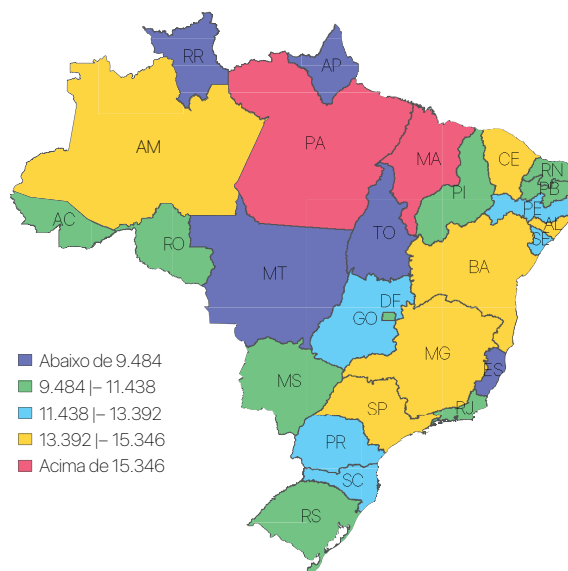 RR
AP
AM
PA
MA
CE
RN
PB
PI
PE
AL
SE
AC
RO
TO
BA
MT
DF
GO
MG
ES
MS
SP
RJ
PR
SC
RS
Abaixo de 9.484
9.484 |– 11.438
11.438 |– 13.392
13.392 |– 15.346
Acima de 15.346